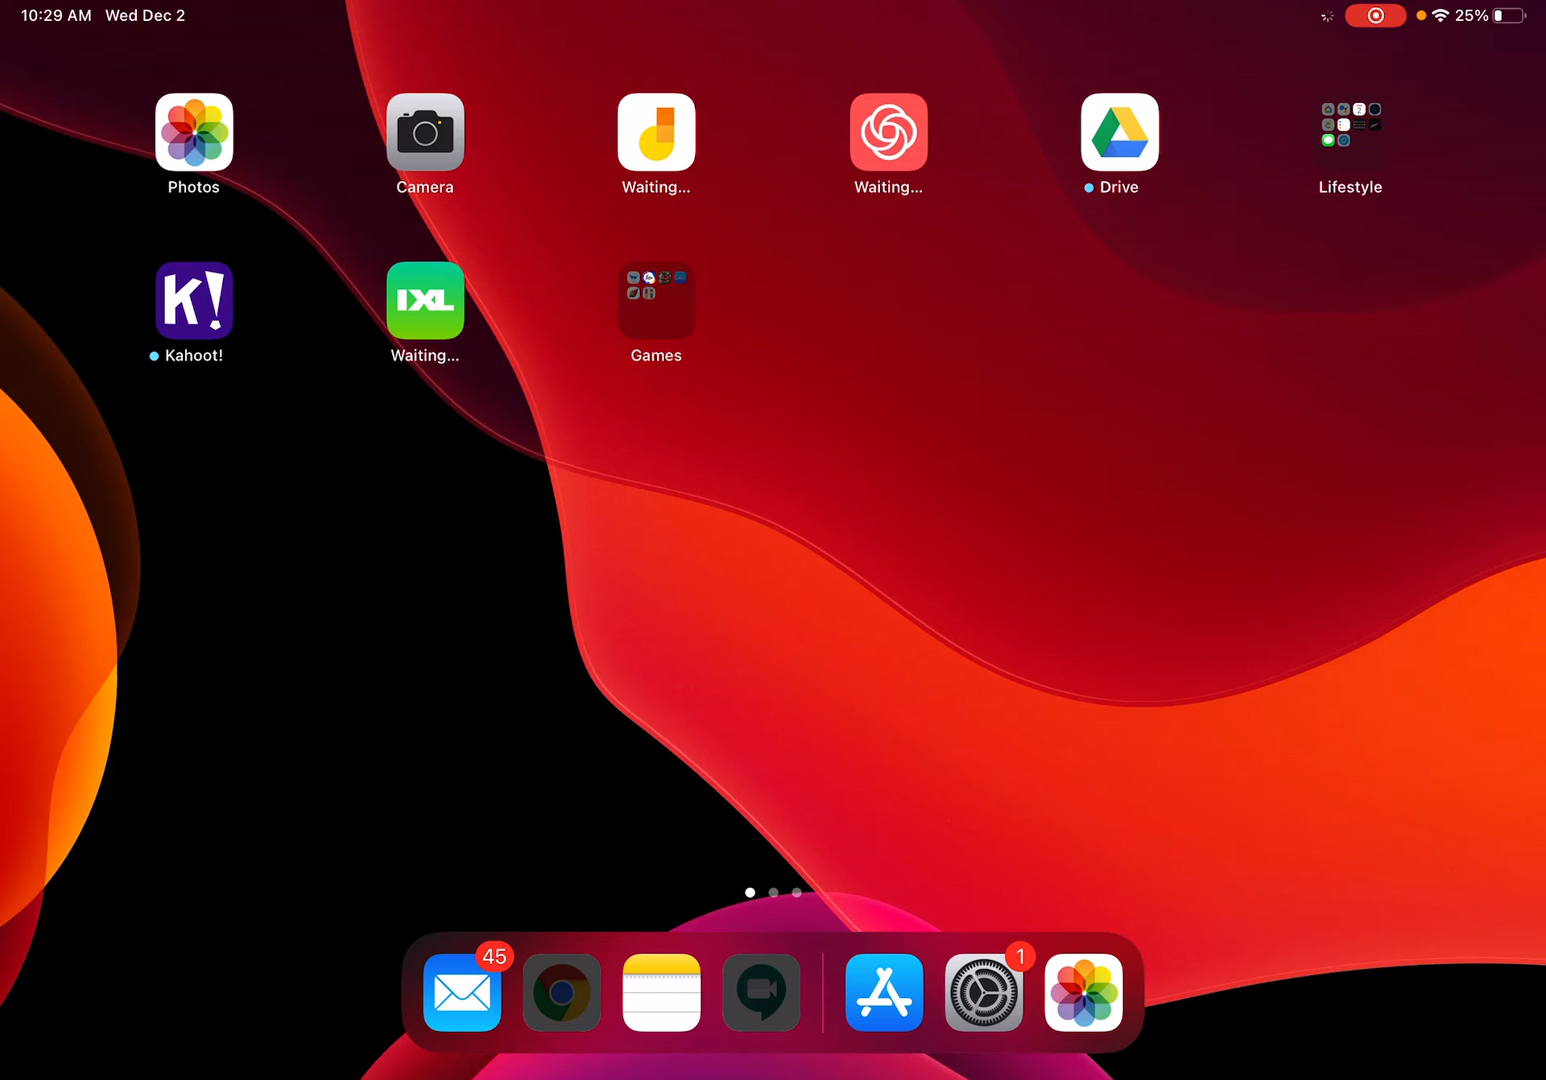 10:29 AM Wed Dec 2
25%
Photos
Camera
Waiting...
Waiting...
Drive
Lifestyle
K!
IXL
Kahoot!
Waiting...
Games
45
1